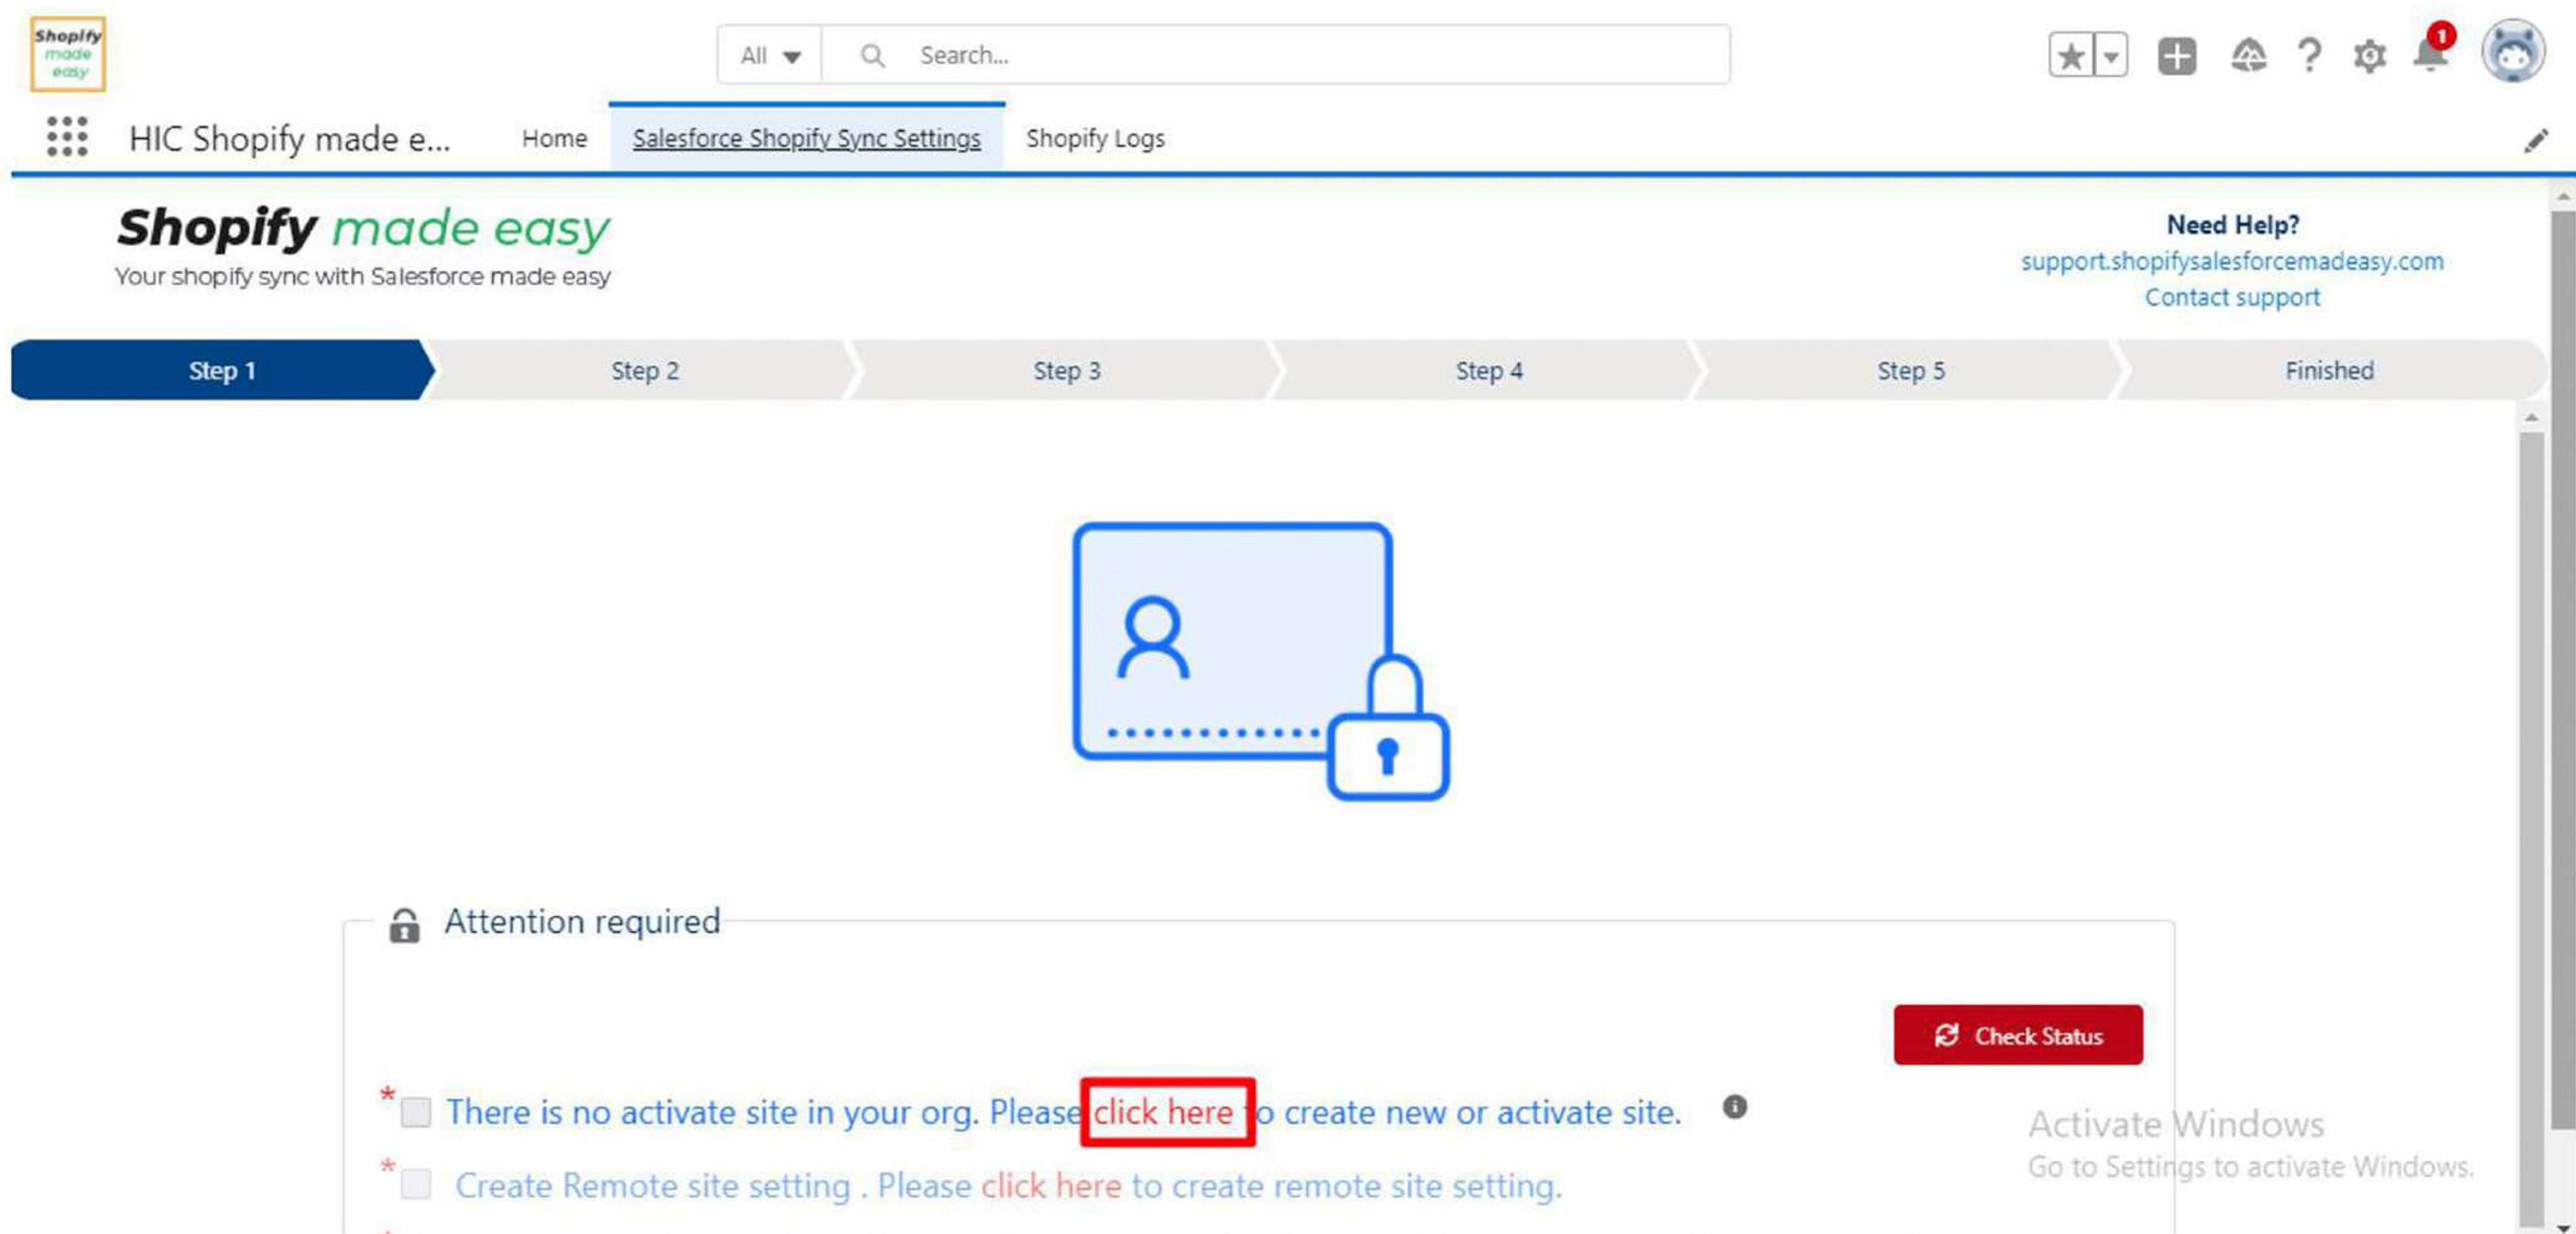 Shopify
made
easy
All
Search...
1
HIC Shopify made e...
Home
Salesforce Shopify Sync Settings
Shopify Logs
Shopify made easy
Your shopify sync with Salesforce made easy
Need Help?
support.shopifysalesforcemadeasy.com
Contact support
Step 1
Step 2
Step 3
Step 4
Step 5
Finished
Attention required
Check Status
* There is no activate site in your org. Please click here to create new or activate site.
* Create Remote site setting . Please click here to create remote site setting.
Activate Windows
Go to Settings to activate Windows.